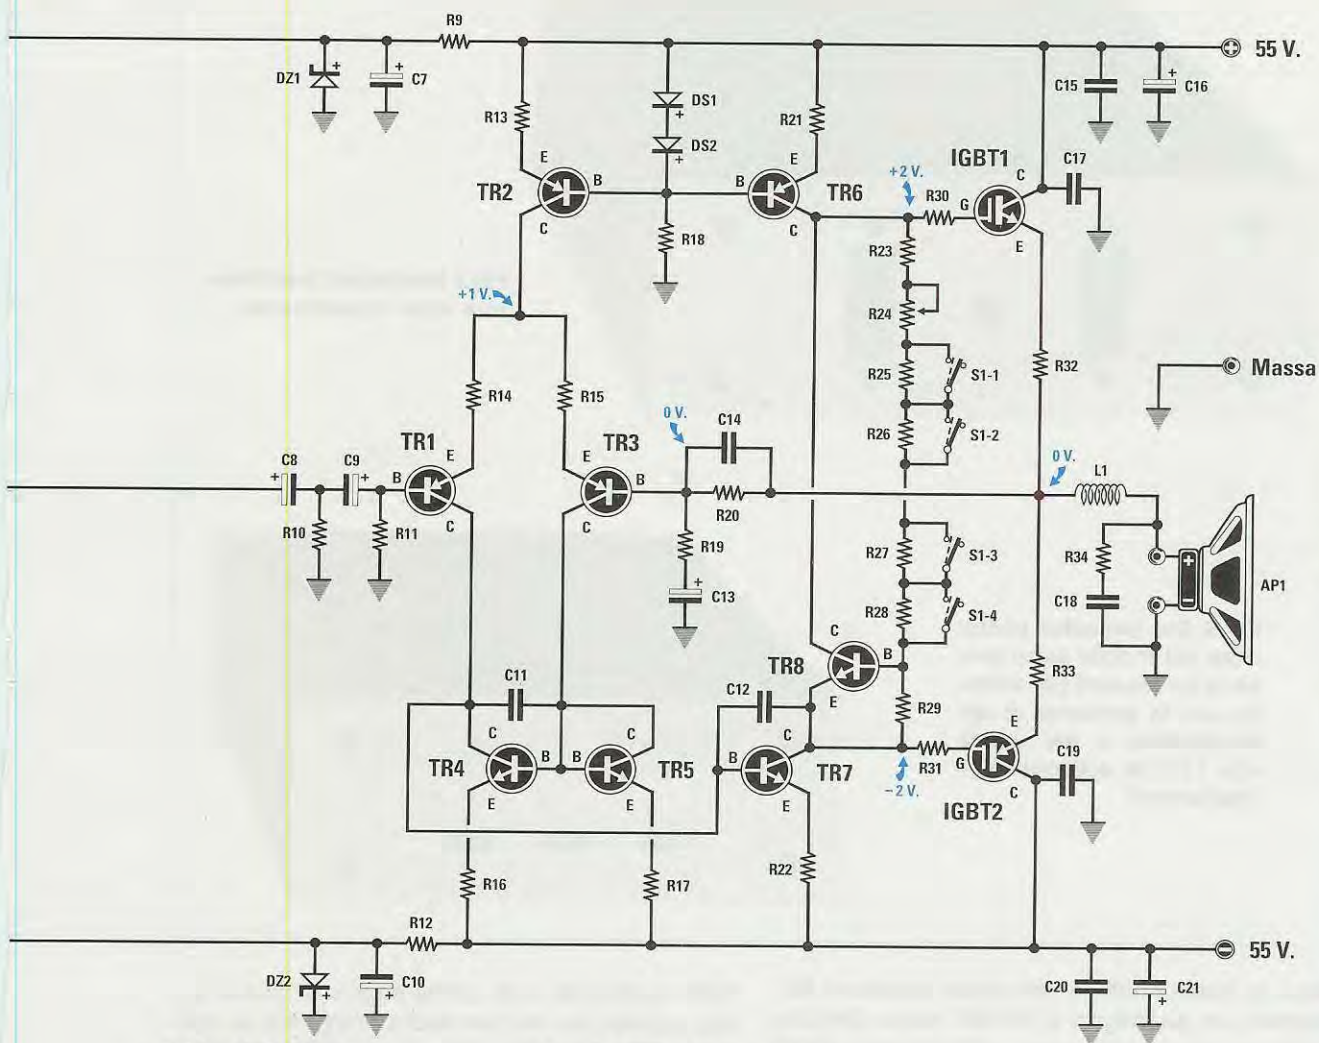 R9
55 V.
DZ1
+
C7
+
R13
DS1
+
DS2
+
R21
C15
C16
+
E
TR2
B
C
B
E
TR6
C
R18
+2 V.
R30
G
IGBT1
C
E
C17
R23
+1 V.
R24
R14
R15
R25
S1-1
R32
Massa
R26
S1-2
0 V.
C14
TR1
E
B
C
TR3
E
B
C
C8
+
C9
+
R10
R11
R20
R19
+
C13
0 V.
L1
R27
S1-3
R34
C18
+
-
AP1
R28
S1-4
TR8
C
B
E
R33
C11
C12
R29
TR4
C
B
E
B
C
TR5
E
B
C
TR7
E
-2 V.
R31
G
E
IGBT2
C
C19
R16
R17
R22
R12
55 V.
DZ2
+
C10
+
C20
C21
+